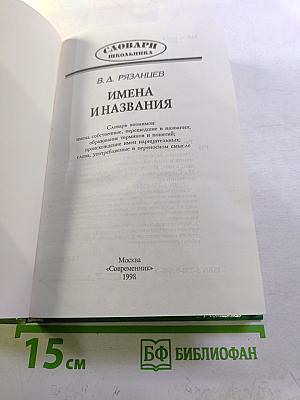 СЛОВАРИ
ШКОЛЬНИКА
В. Д. РЯЗАНЦЕВ
ИМЕНА
И НАЗВАНИЯ
Словарь эпонимов:
имена собственные, перешедшие в названия;
образование терминов и понятий;
происхождение имен нарицательных;
слова, употребляемые в переносном смысле
Москва
«Современник»
1998
15 см
БФ БИБЛИОФАН